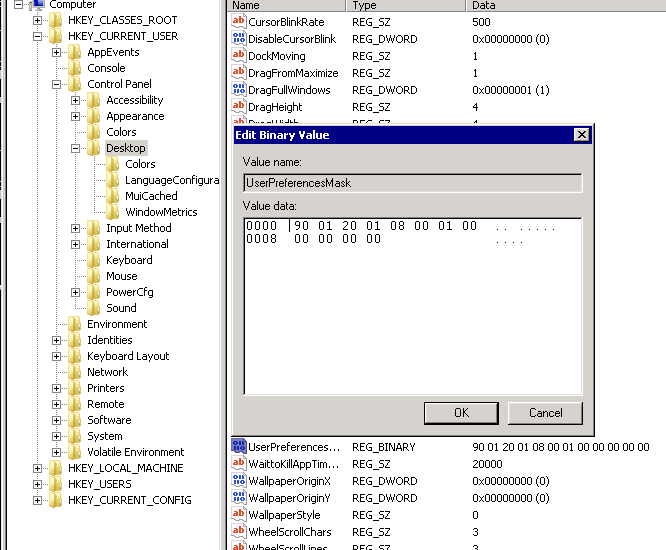 Computer
HKEY_CLASSES_ROOT
HKEY_CURRENT_USER
AppEvents
Console
Control Panel
Accessibility
Appearance
Colors
Desktop
Colors
LanguageConfigura
MuiCached
WindowMetrics
Input Method
International
Keyboard
Mouse
PowerCfg
Sound
Environment
Identities
Keyboard Layout
Network
Printers
Remote
Software
System
Volatile Environment
HKEY_LOCAL_MACHINE
HKEY_USERS
HKEY_CURRENT_CONFIG
Name Type Data
CursorBlinkRate REG_SZ 500
DisableCursorBlink REG_DWORD 0x00000000 (0)
DockMoving REG_SZ 1
DragFromMaximize REG_SZ 1
DragFullWindows REG_DWORD 0x00000001 (1)
DragHeight REG_SZ 4
DragWidth REG_SZ 4
Edit Binary Value
Value name:
UserPreferencesMask
Value data:
0000 90 01 20 01 08 00 01 00 . . . . . . .
0008 00 00 00 00 . . . .
OK Cancel
UserPreferences... REG_BINARY 90 01 20 01 08 00 01 00 00 00 00 00
WaittoKillAppTim... REG_SZ 20000
WallpaperOriginX REG_DWORD 0x00000000 (0)
WallpaperOriginY REG_DWORD 0x00000000 (0)
WallpaperStyle REG_SZ 0
WheelScrollChars REG_SZ 3
WheelScrollLines REG_SZ 3